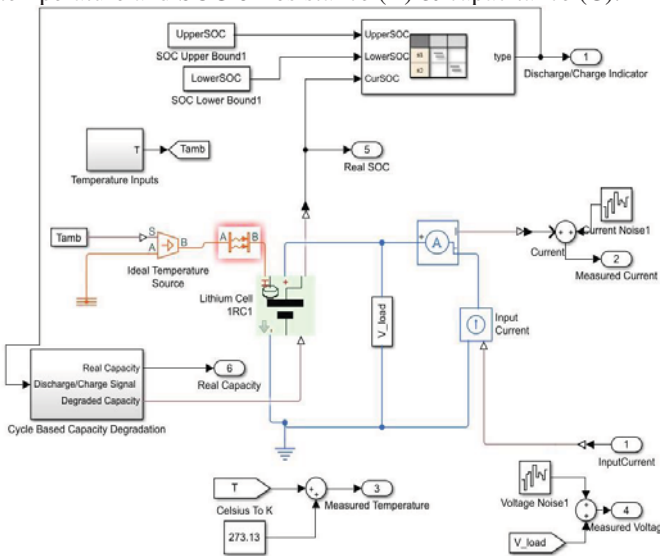 UpperSOC
SOC Upper Bound1
LowerSOC
SOC Lower Bound1
UpperSOC
LowerSOC
CurSOC
type
1
Discharge/Charge Indicator
T
Tamb
Temperature Inputs
5
Real SOC
Tamb
S
A
B
Ideal Temperature
Source
A
B
Lithium Cell
1RC1
A
Current Noise1
Current
2
Measured Current
V_load
Input
Current
Real Capacity
Discharge/Charge Signal
Degraded Capacity
6
Real Capacity
Cycle Based Capacity Degradation
1
InputCurrent
T
Celsius To K
3
Measured Temperature
273.13
Voltage Noise1
4
Measured Voltag
V_load